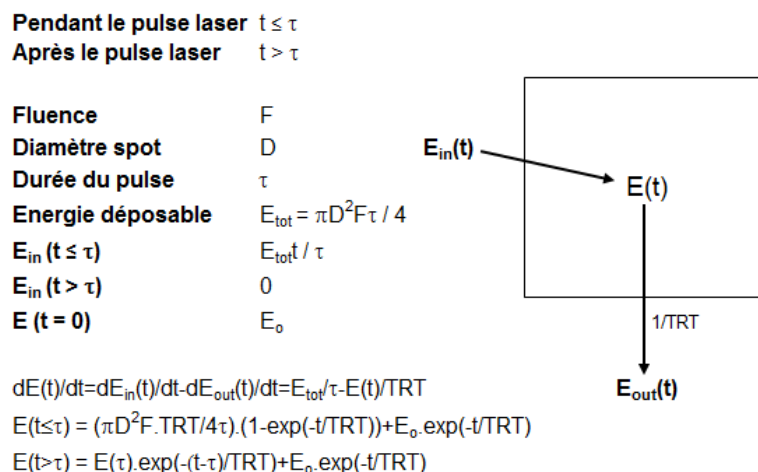 Pendant le pulse laser t ≤ τ
Après le pulse laser t > τ
Fluence F
Diamètre spot D
Durée du pulse τ
Energie déposable E_tot = πD²Fτ / 4
E_in (t ≤ τ) E_tot t / τ
E_in (t > τ) 0
E (t = 0) E_o
E_in(t)
E(t)
1/TRT
E_out(t)
dE(t)/dt=dE_in(t)/dt-dE_out(t)/dt=E_tot/τ-E(t)/TRT
E(t≤τ) = (πD²F.TRT/4τ).(1-exp(-t/TRT))+E_o.exp(-t/TRT)
E(t>τ) = E(τ).exp(-(t-τ)/TRT)+E_o.exp(-t/TRT)